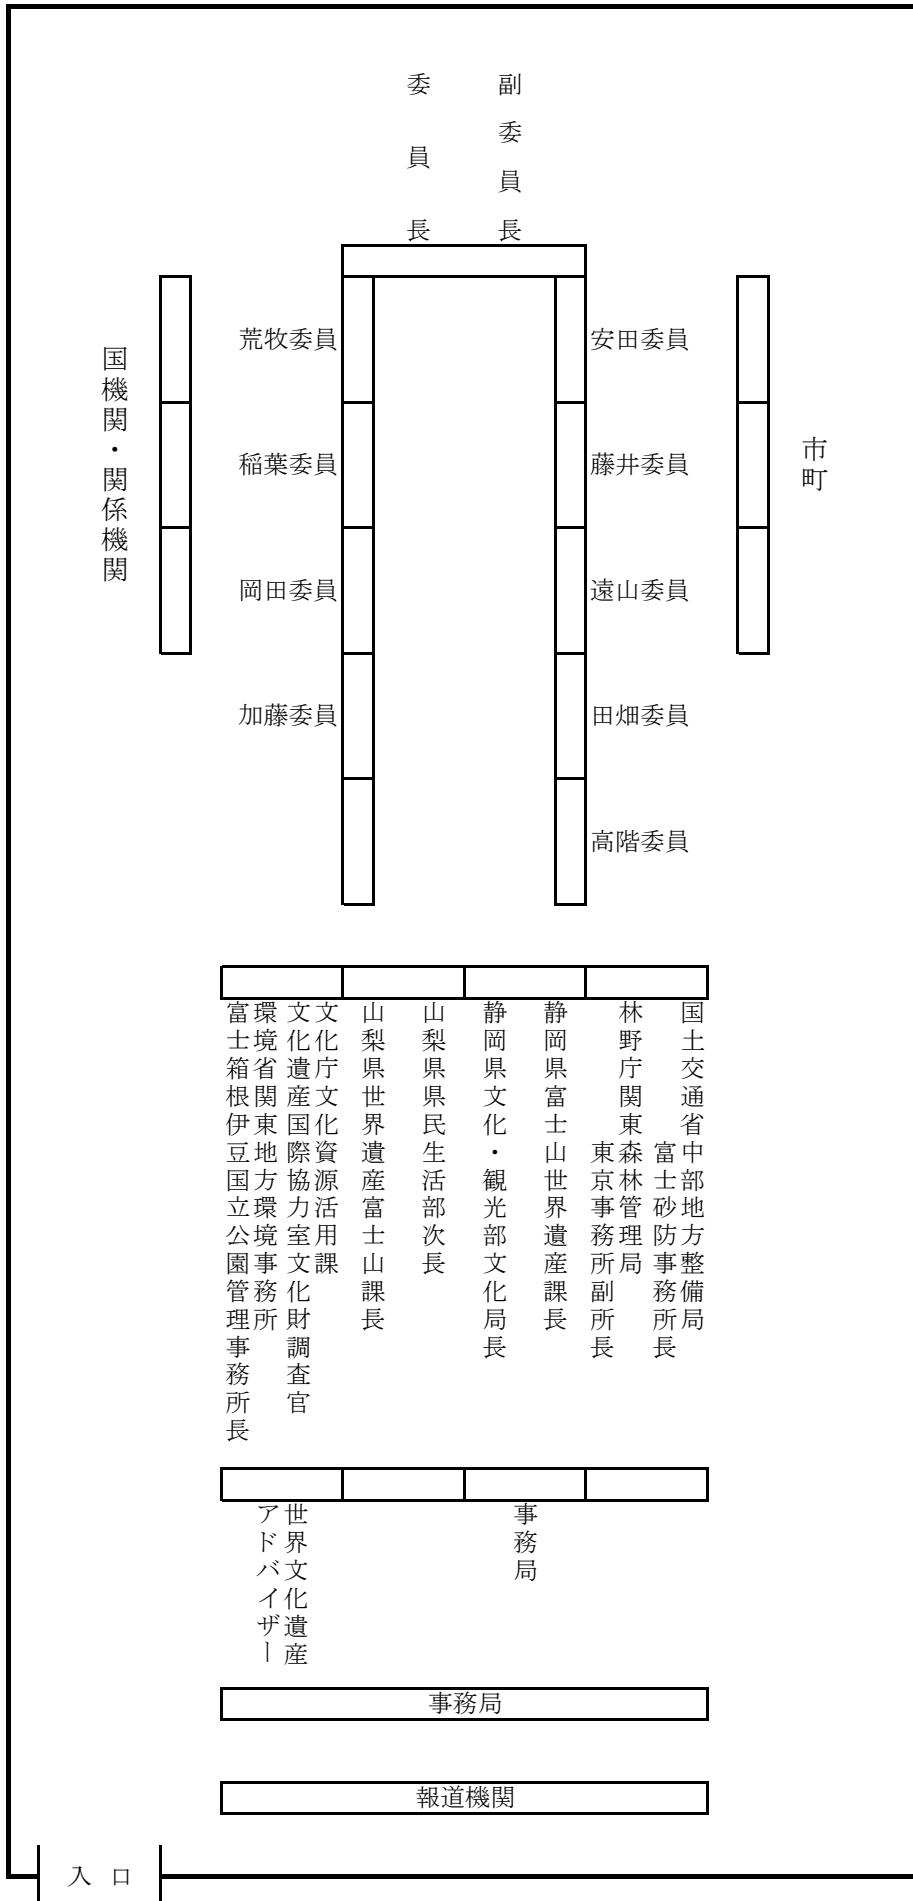 委員長
副委員長
荒牧委員
安田委員
国機関・関係機関
稲葉委員
藤井委員
市町
岡田委員
遠山委員
加藤委員
田畑委員
高階委員
国土交通省中部地方整備局
富士砂防事務所長
林野庁関東森林管理局
東京事務所副所長
静岡県富士山世界遺産課長
静岡県文化・観光部文化局長
山梨県県民生活部次長
山梨県世界遺産富士山課長
文化庁文化資源活用課
文化遺産国際協力室文化財調査官
環境省関東地方環境事務所
富士箱根伊豆国立公園管理事務所長
事務局
世界文化遺産
アドバイザー
事務局
報道機関
入口